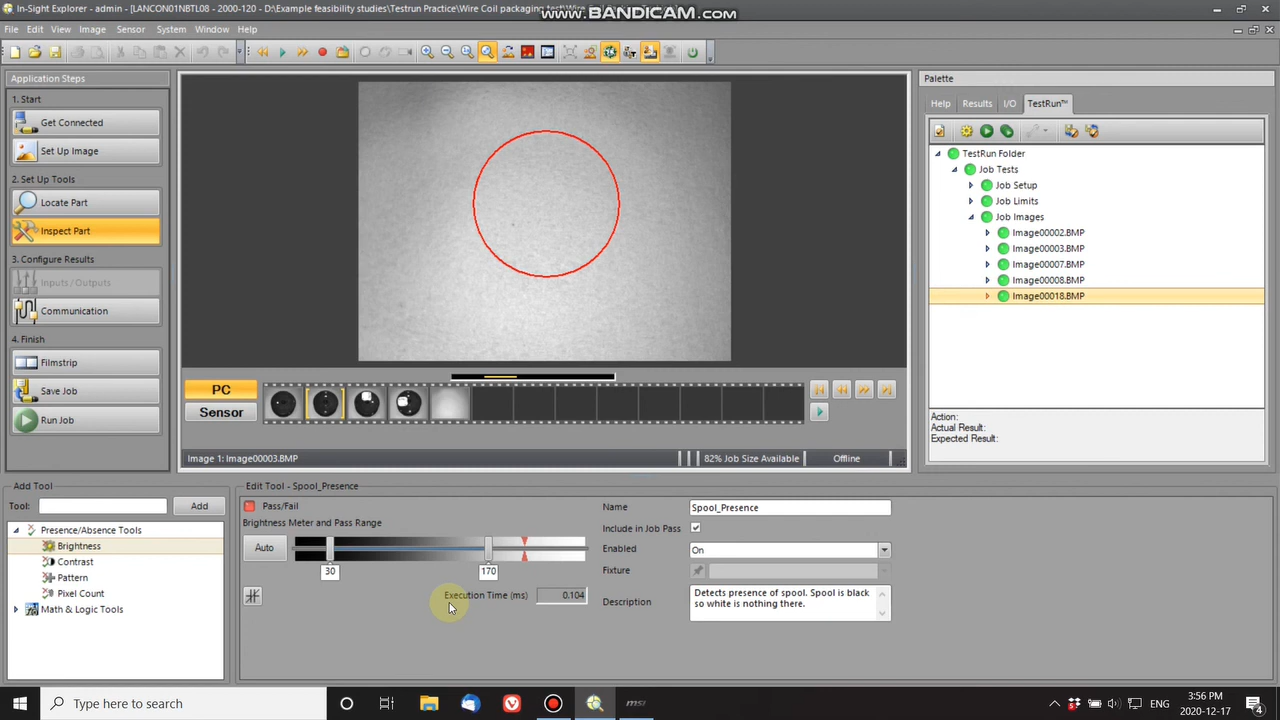 In-Sight Explorer - admin - [LANCON01NBTL08 - 2000-120 - D:\Example feasibility studies\Testrun Practice\Wire Coil packaging test\Wire
www.BANDICAM.com
File Edit View Image Sensor System Window Help
Application Steps
1. Start
Get Connected
Set Up Image
2. Set Up Tools
Locate Part
Inspect Part
3. Configure Results
Inputs / Outputs
Communication
4. Finish
Filmstrip
Save Job
Run Job
PC
Sensor
Image 1: Image00003.BMP
82% Job Size Available
Offline
Palette
Help Results I/O TestRun™
TestRun Folder
Job Tests
Job Setup
Job Limits
Job Images
Image00002.BMP
Image00003.BMP
Image00007.BMP
Image00008.BMP
Image00018.BMP
Action:
Actual Result:
Expected Result:
Add Tool
Tool:
Add
Presence/Absence Tools
Brightness
Contrast
Pattern
Pixel Count
Math & Logic Tools
Edit Tool - Spool_Presence
Pass/Fail
Brightness Meter and Pass Range
Auto
30
170
Execution Time (ms)
0.104
Name
Spool_Presence
Include in Job Pass
Enabled
On
Fixture
Description
Detects presence of spool. Spool is black
so white is nothing there.
Type here to search
msi
ENG
3:56 PM
2020-12-17
4